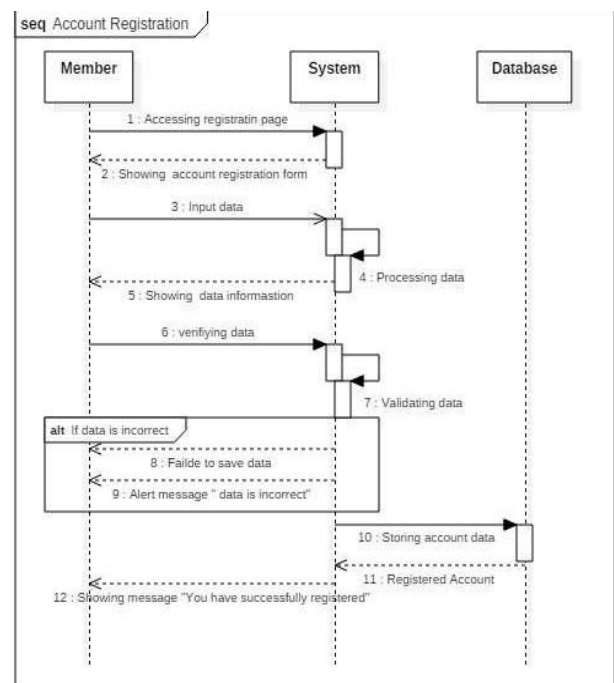 seq Account Registration
Member
System
Database
1 : Accessing registratin page
2 : Showing account registration form
3 : Input data
4 : Processing data
5 : Showing data informastion
6 : verifiying data
7 : Validating data
alt If data is incorrect
8 : Failde to save data
9 : Alert message " data is incorrect"
10 : Storing account data
11 : Registered Account
12 : Showing message "You have successfully registered"